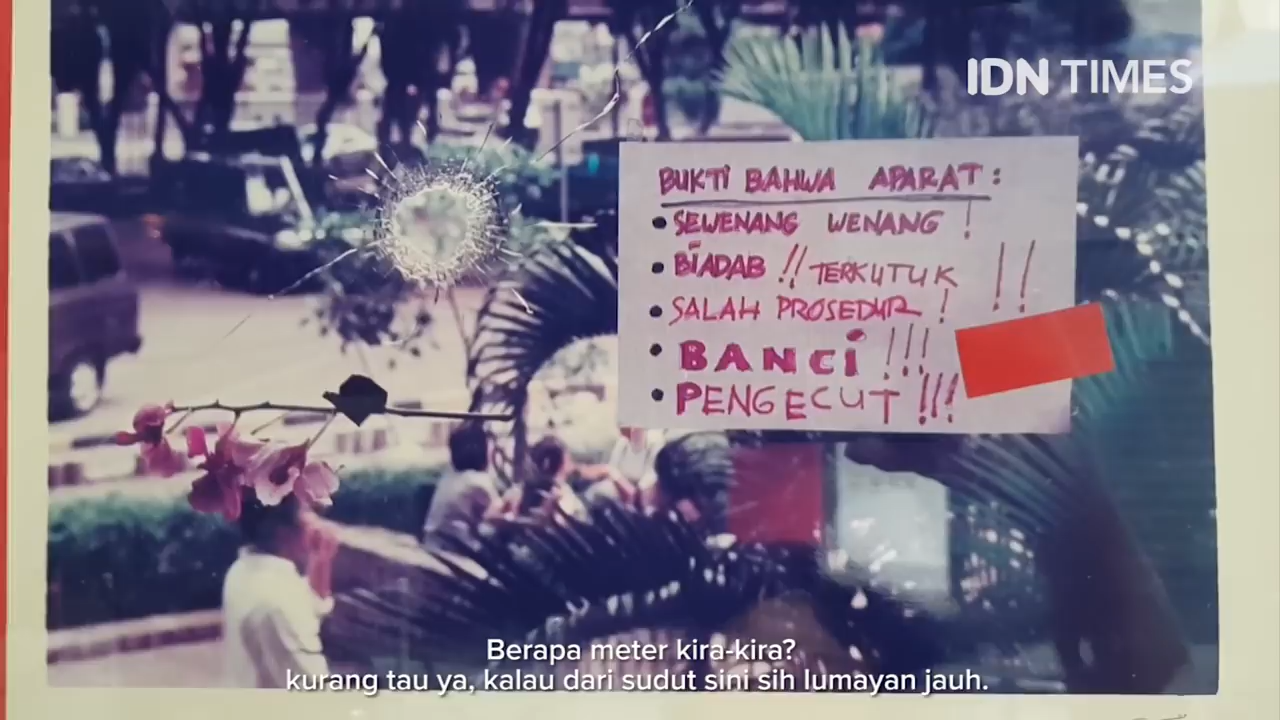 IDN TIMES
BUKTI BAHWA APARAT :
• SEWENANG WENANG !
• BIADAB !! TERKUTUK !!
• SALAH PROSEDUR !
• BANCI !!!
• PENGECUT !!!
Berapa meter kira-kira?
kurang tau ya, kalau dari sudut sini sih lumayan jauh.